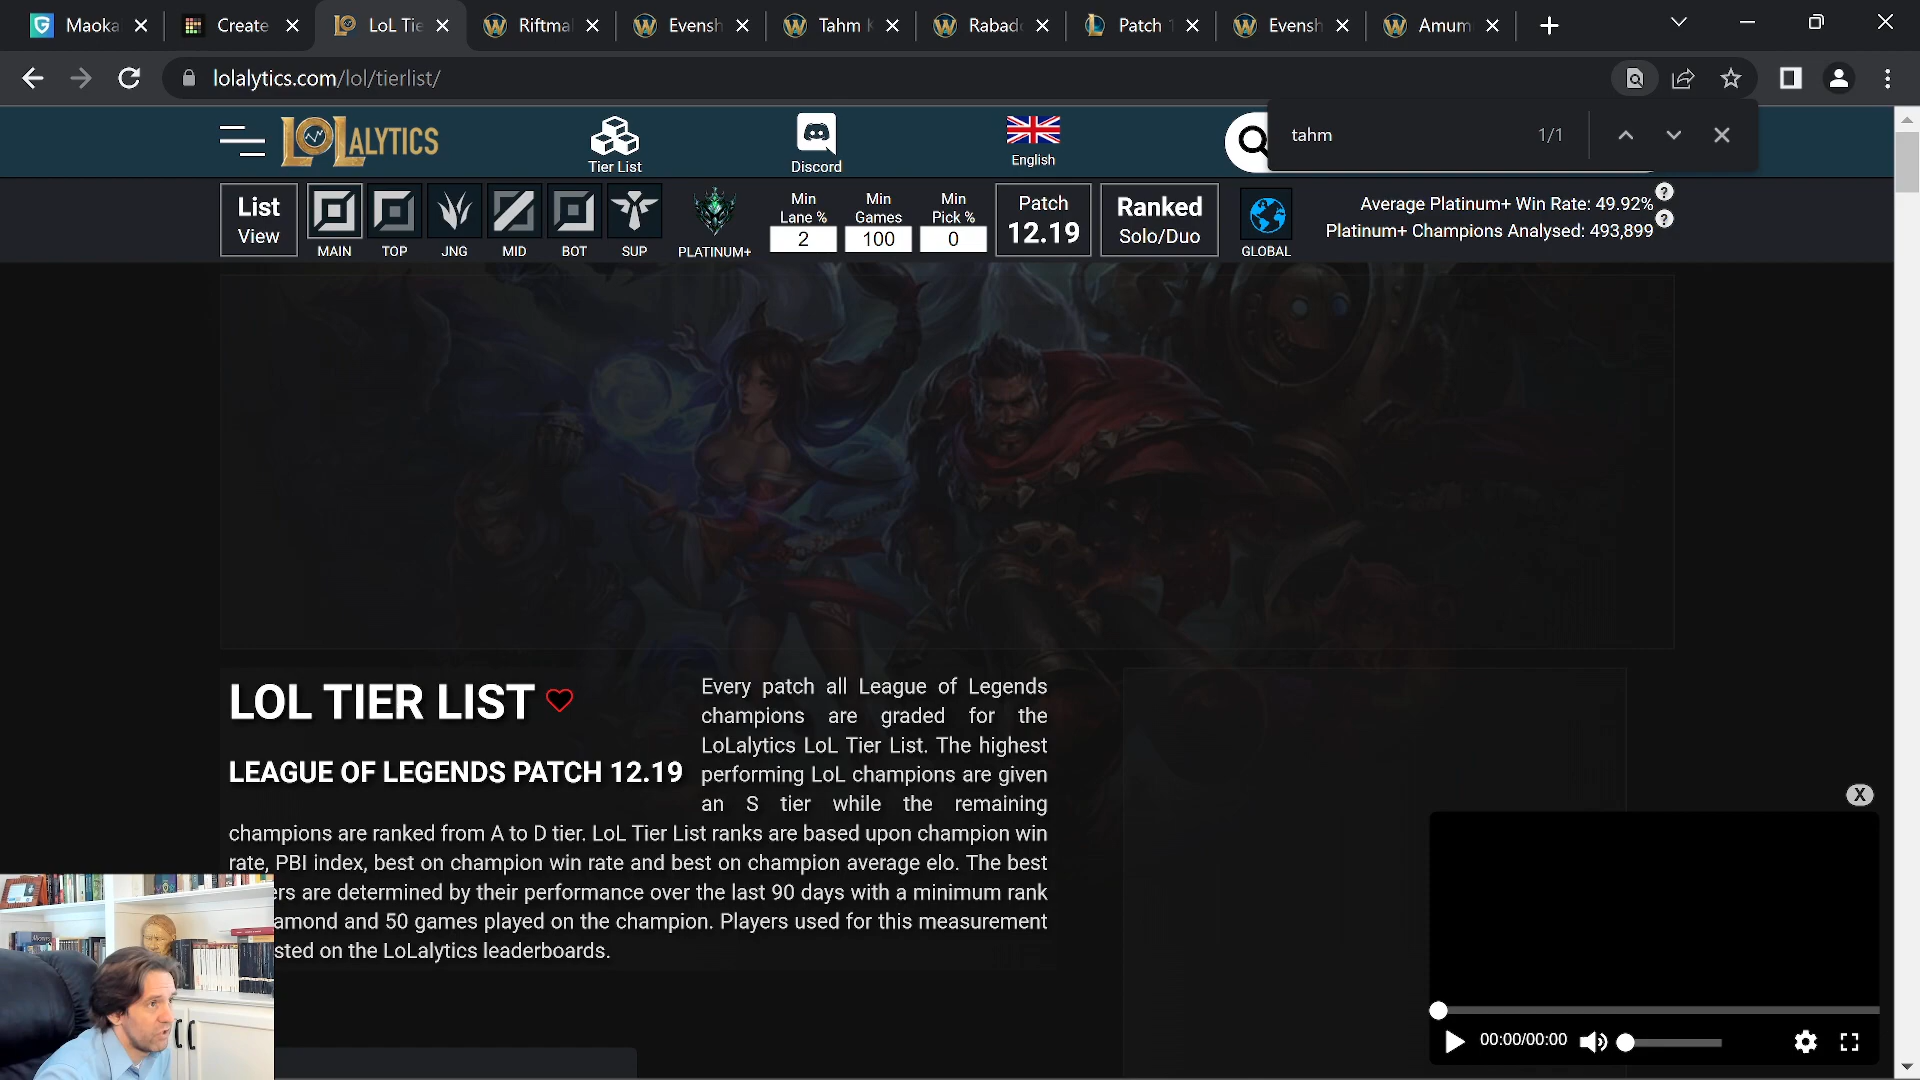 Maoka
Create
LoL Tie
Riftma
Evensh
Tahm K
Rabad
Patch 1
Evensh
Amum
lolalytics.com/lol/tierlist/
tahm 1/1
LOLALYTICS
Tier List
Discord
English
List
View
MAIN
TOP
JNG
MID
BOT
SUP
PLATINUM+
Min
Lane %
2
Min
Games
100
Min
Pick %
0
Patch
12.19
Ranked
Solo/Duo
GLOBAL
Average Platinum+ Win Rate: 49.92% ?
Platinum+ Champions Analysed: 493,899 ?
LOL TIER LIST
LEAGUE OF LEGENDS PATCH 12.19
Every patch all League of Legends
champions are graded for the
LoLalytics LoL Tier List. The highest
performing LoL champions are given
an S tier while the remaining
champions are ranked from A to D tier. LoL Tier List ranks are based upon champion win
rate, PBI index, best on champion win rate and best on champion average elo. The best
ers are determined by their performance over the last 90 days with a minimum rank
amond and 50 games played on the champion. Players used for this measurement
sted on the LoLalytics leaderboards.
X
00:00/00:00